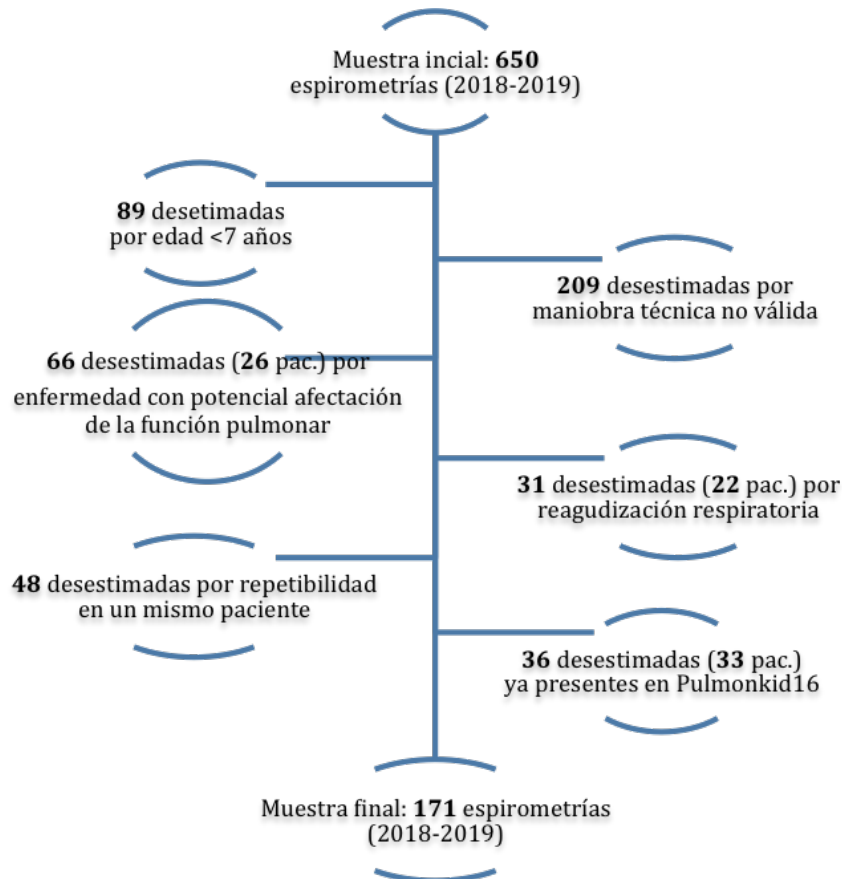 Muestra incial: 650
espirometrías (2018-2019)
89 desetimadas
por edad <7 años
209 desestimadas por
maniobra técnica no válida
66 desestimadas (26 pac.) por
enfermedad con potencial afectación
de la función pulmonar
31 desestimadas (22 pac.) por
reagudización respiratoria
48 desestimadas por repetibilidad
en un mismo paciente
36 desestimadas (33 pac.)
ya presentes en Pulmonkid16
Muestra final: 171 espirometrías
(2018-2019)